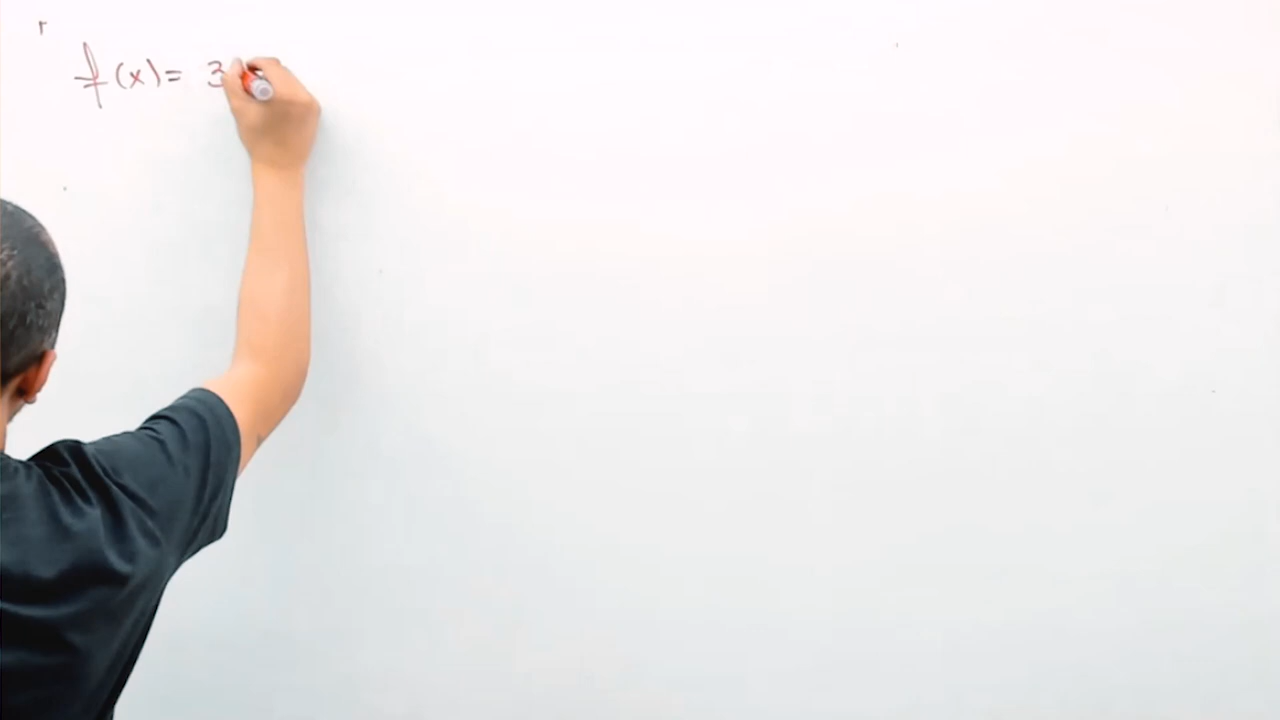 f(x) = 3